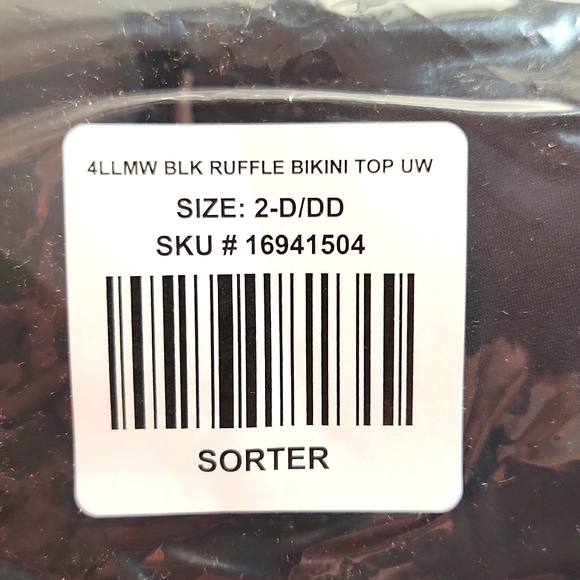 4LLMW BLK RUFFLE BIKINI TOP UW
SIZE: 2-D/DD
SKU # 16941504
SORTER